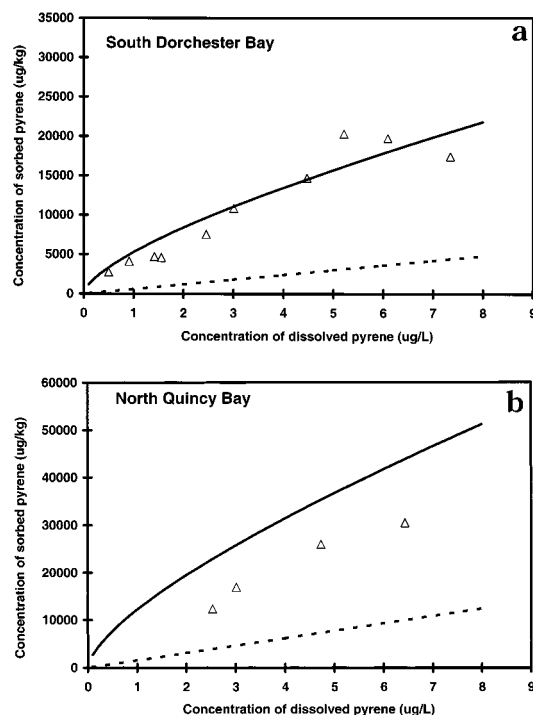 a
South Dorchester Bay
Concentration of sorbed pyrene (ug/kg)
35000
30000
25000
20000
15000
10000
5000
0
0 1 2 3 4 5 6 7 8 9
Concentration of dissolved pyrene (ug/L)
b
North Quincy Bay
Concentration of sorbed pyrene (ug/kg)
60000
50000
40000
30000
20000
10000
0
0 1 2 3 4 5 6 7 8 9
Concentration of dissolved pyrene (ug/L)